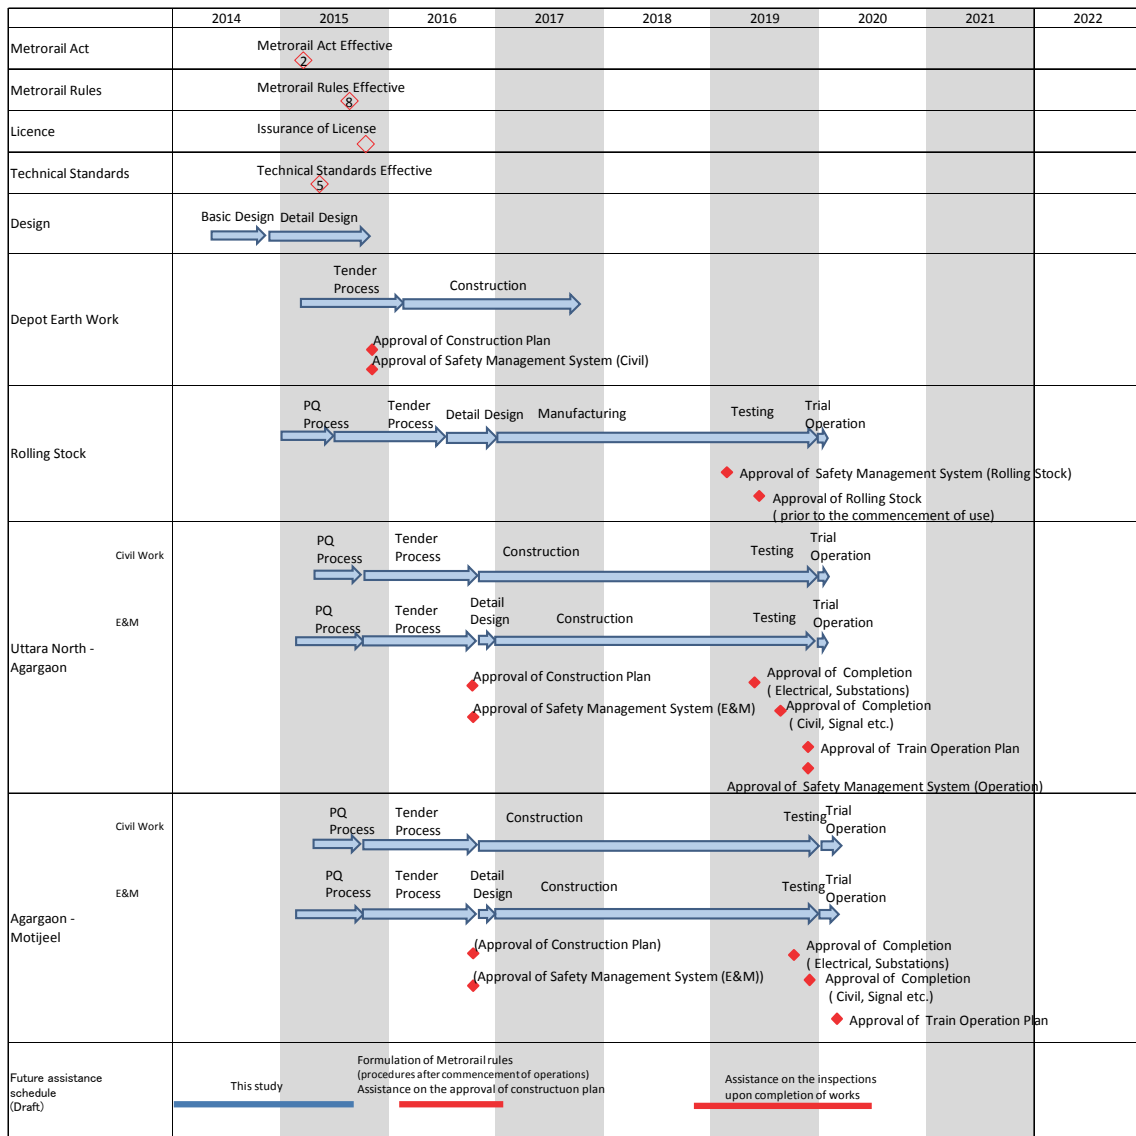 2014 2015 2016 2017 2018 2019 2020 2021 2022
Metrorail Act
Metrorail Act Effective
2
Metrorail Rules
Metrorail Rules Effective
8
Licence
Issurance of License
Technical Standards
Technical Standards Effective
5
Design
Basic Design
Detail Design
Depot Earth Work
Tender
Process
Construction
Approval of Construction Plan
Approval of Safety Management System (Civil)
Rolling Stock
PQ
Process
Tender
Process
Detail Design
Manufacturing
Testing
Trial
Operation
Approval of Safety Management System (Rolling Stock)
Approval of Rolling Stock
( prior to the commencement of use)
Uttara North -
Agargaon
Civil Work
PQ
Process
Tender
Process
Construction
Testing
Trial
Operation
E&M
PQ
Process
Tender
Process
Detail
Design
Construction
Testing
Trial
Operation
Approval of Construction Plan
Approval of Safety Management System (E&M)
Approval of Completion
( Electrical, Substations)
Approval of Completion
( Civil, Signal etc.)
Approval of Train Operation Plan
Approval of Safety Management System (Operation)
Agargaon -
Motijeel
Civil Work
PQ
Process
Tender
Process
Construction
Testing
Trial
Operation
E&M
PQ
Process
Tender
Process
Detail
Design
Construction
Testing
Trial
Operation
(Approval of Construction Plan)
(Approval of Safety Management System (E&M))
Approval of Completion
( Electrical, Substations)
Approval of Completion
( Civil, Signal etc.)
Approval of Train Operation Plan
Future assistance
schedule
(Draft)
This study
Formulation of Metrorail rules
(procedures after commencement of operations)
Assistance on the approval of constructuon plan
Assistance on the inspections
upon completion of works